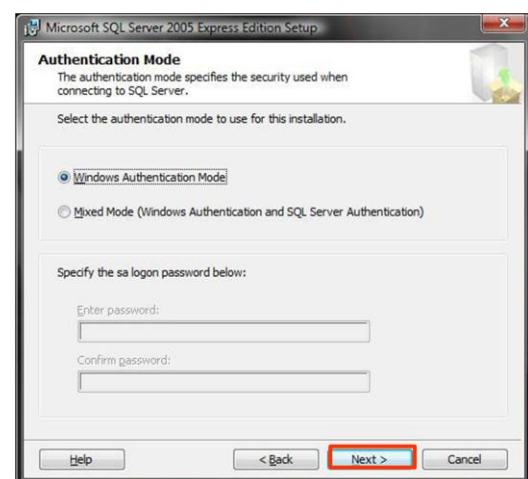 Microsoft SQL Server 2005 Express Edition Setup
Authentication Mode
The authentication mode specifies the security used when
connecting to SQL Server.
Select the authentication mode to use for this installation.
Windows Authentication Mode
Mixed Mode (Windows Authentication and SQL Server Authentication)
Specify the sa logon password below:
Enter password:
Confirm password:
Help
< Back
Next >
Cancel